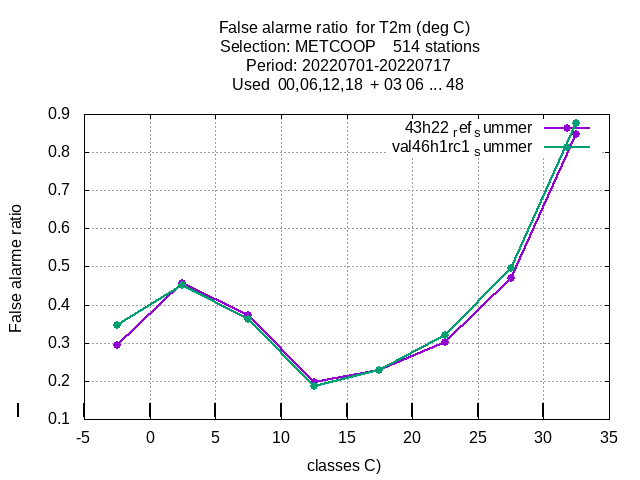 False alarme ratio for T2m (deg C)
Selection: METCOOP 514 stations
Period: 20220701-20220717
Used 00,06,12,18 + 03 06 ... 48
43h22 ref summer
val46h1rc1 summer
0.9
0.8
0.7
0.6
0.5
0.4
0.3
0.2
0.1
False alarme ratio
-5 0 5 10 15 20 25 30 35
classes C)